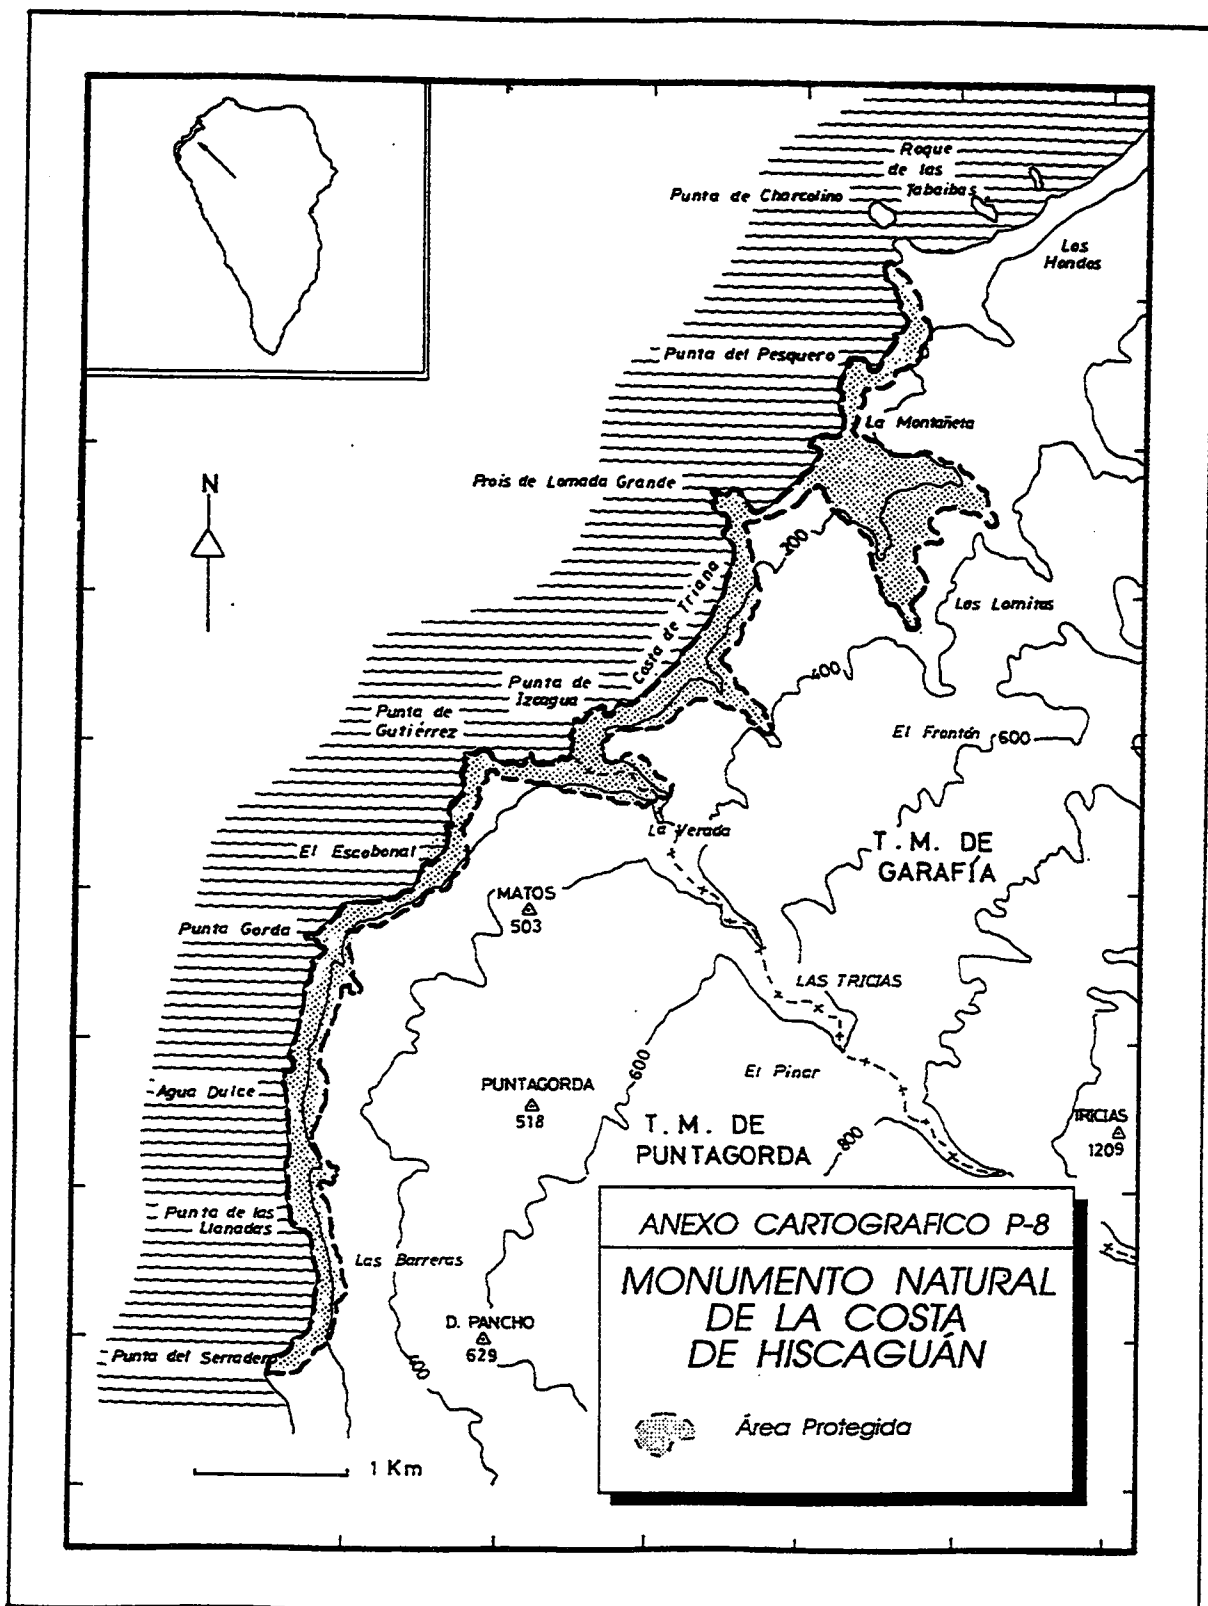 Roque
de las
Tabaibas
Punta de Charcolino
Las
Hondas
Punta del Pesquero
La Montañeta
Prois de Lomada Grande
N
200
Costa de Triana
Las Lomitas
Punta de
Izcagua
400
Punta de
Gutiérrez
El Frontón
600
La Verada
El Escobonal
T.M. DE
GARAFÍA
MATOS
503
Punta Gorda
LAS TRICIAS
600
El Pinar
Agua Dulce
PUNTAGORDA
518
TRICIAS
1209
T.M. DE
PUNTAGORDA
800
Punta de las
Llanadas
Las Barreras
ANEXO CARTOGRAFICO P-8
MONUMENTO NATURAL
DE LA COSTA
DE HISCAGUÁN
D. PANCHO
629
Punta del Serradero
400
Área Protegida
1 Km